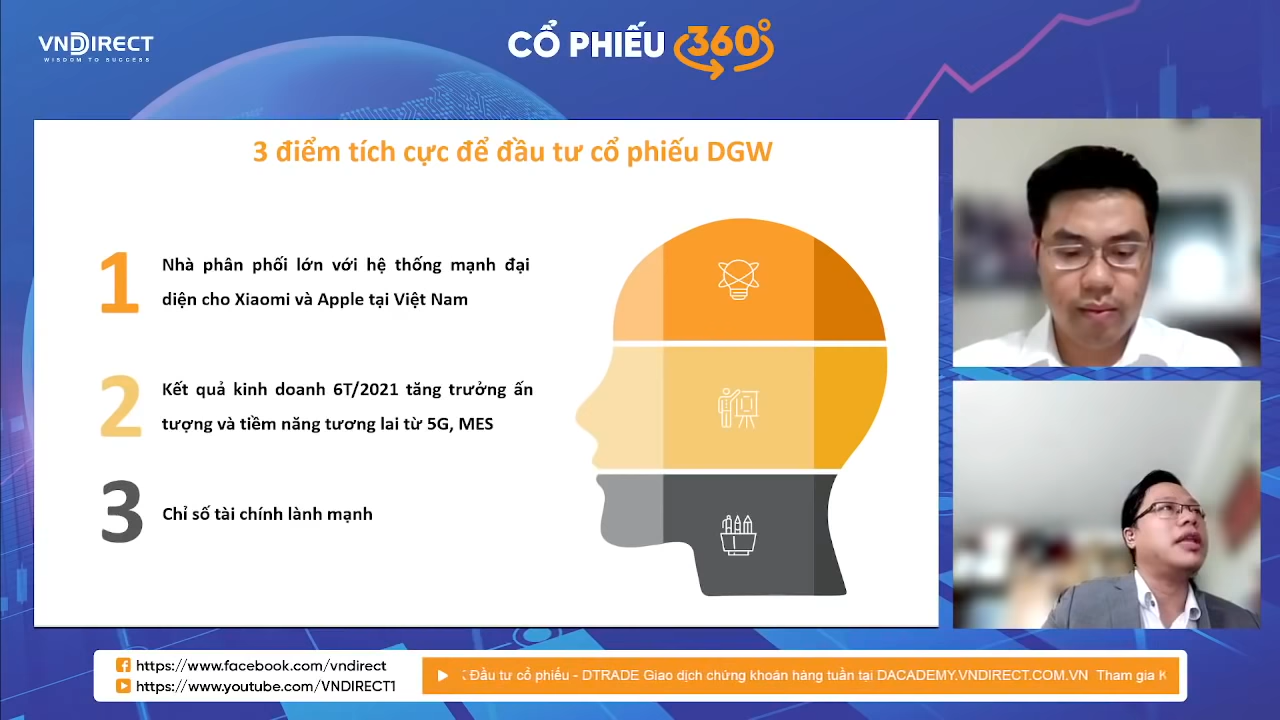 VNDIRECT
WISDOM TO SUCCESS
CỔ PHIẾU 360°
3 điểm tích cực để đầu tư cổ phiếu DGW
1
Nhà phân phối lớn với hệ thống mạnh đại
diện cho Xiaomi và Apple tại Việt Nam
2
Kết quả kinh doanh 6T/2021 tăng trưởng ấn
tượng và tiềm năng tương lai từ 5G, MES
3
Chỉ số tài chính lành mạnh
https://www.facebook.com/vndirect
https://www.youtube.com/VNDIRECT1
Đầu tư cổ phiếu - DTRADE Giao dịch chứng khoán hàng tuần tại DACADEMY.VNDIRECT.COM.VN Tham gia